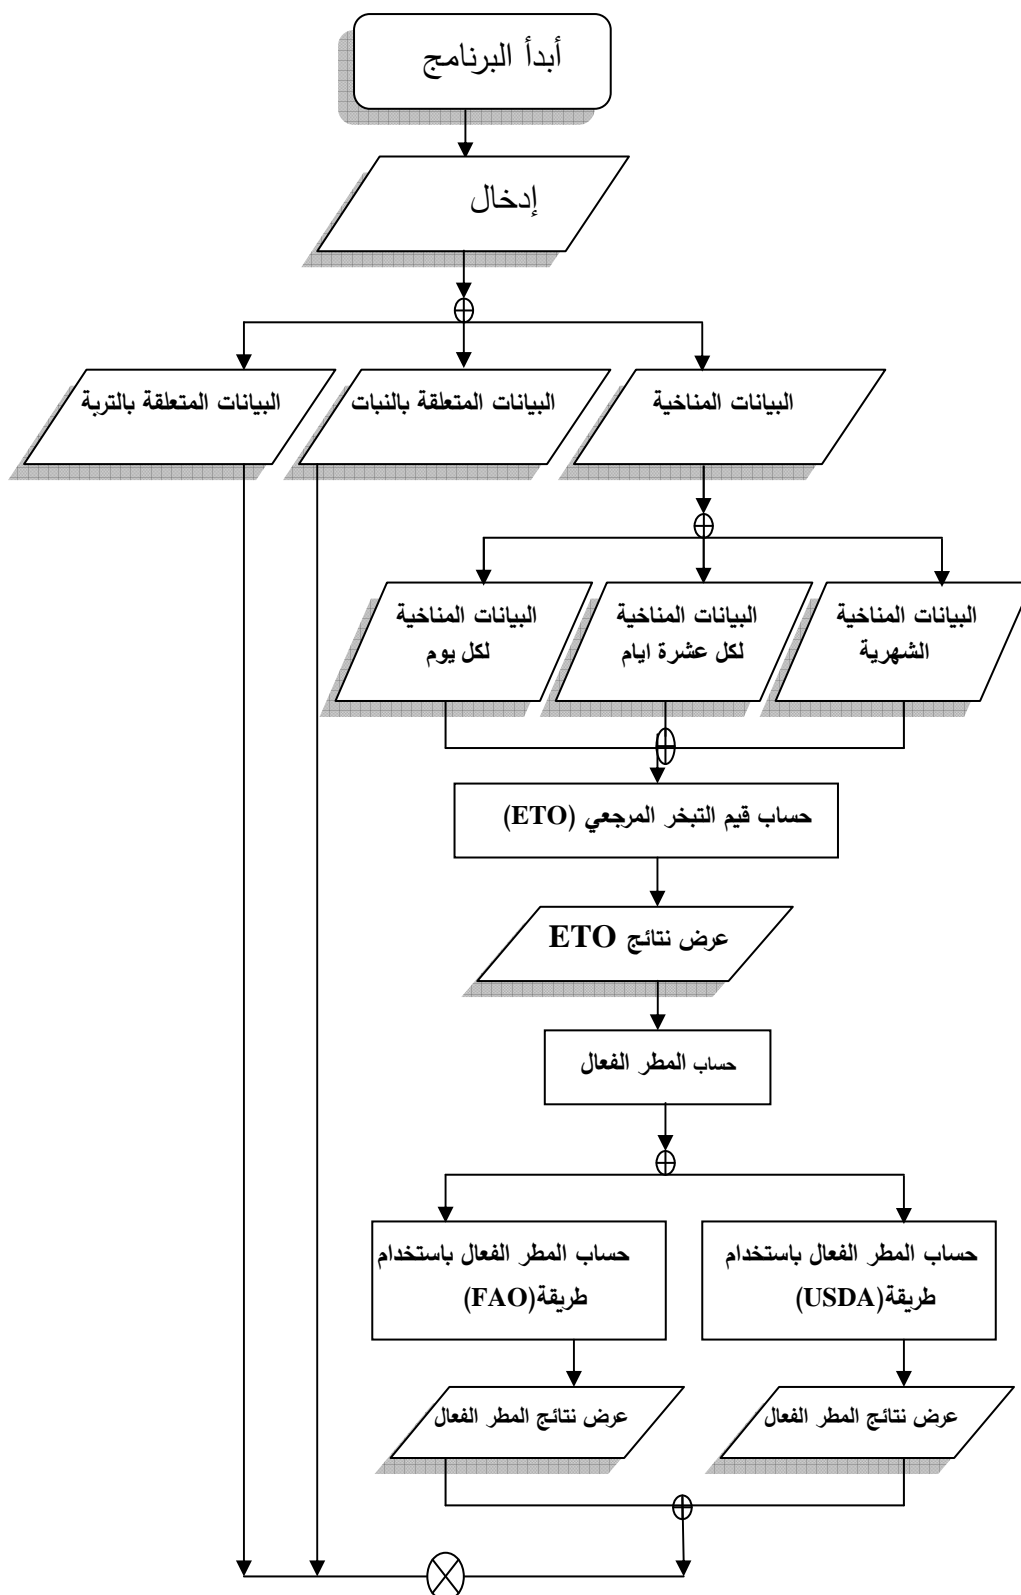 أبدأ البرنامج
إدخال
البيانات المناخية
البيانات المتعلقة بالنبات
البيانات المتعلقة بالتربة
البيانات المناخية
الشهرية
البيانات المناخية
لكل عشرة ايام
البيانات المناخية
لكل يوم
حساب قيم التبخر المرجعي (ETO)
عرض نتائج ETO
حساب المطر الفعال
حساب المطر الفعال باستخدام
طريقة(USDA)
حساب المطر الفعال باستخدام
طريقة(FAO)
عرض نتائج المطر الفعال
عرض نتائج المطر الفعال